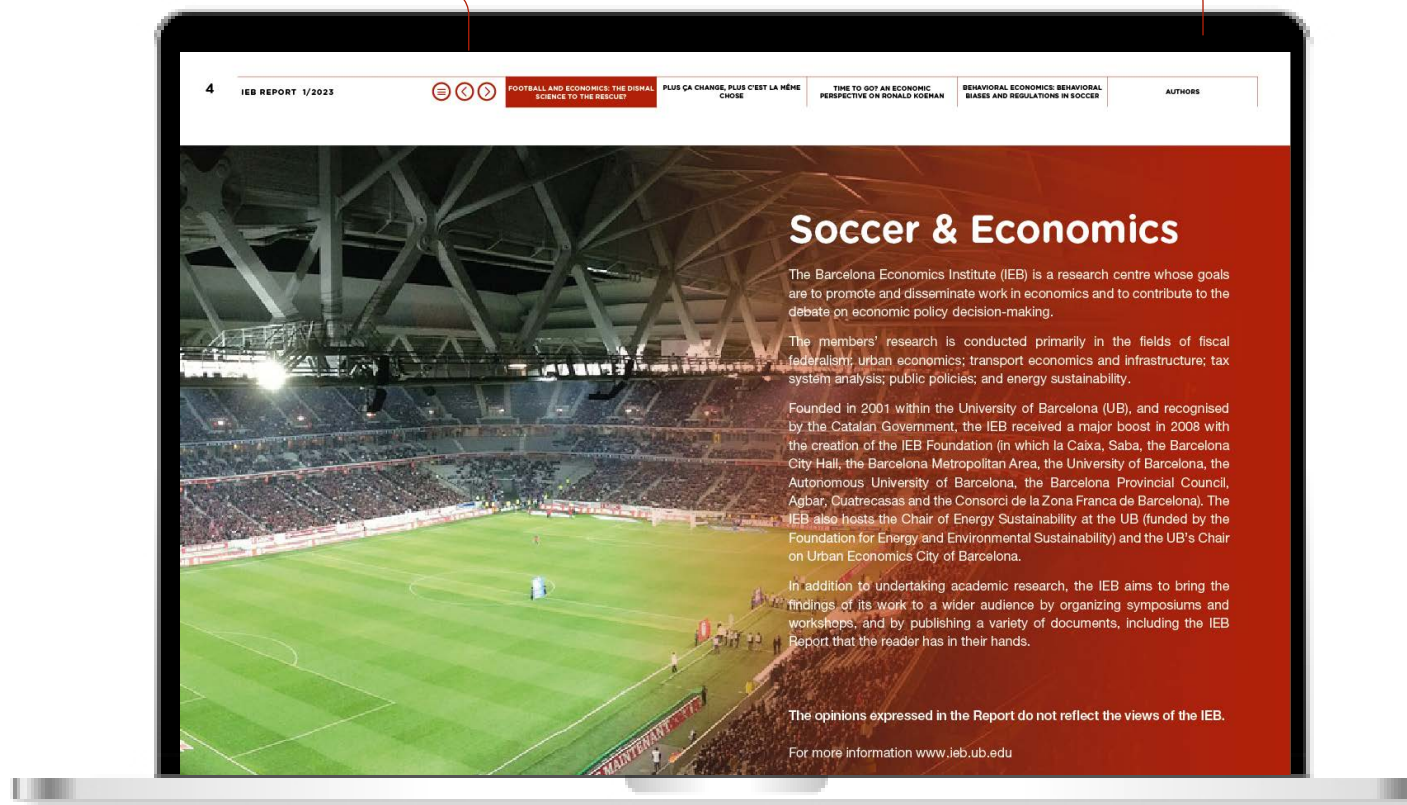 4
IEB REPORT 1/2023
FOOTBALL AND ECONOMICS: THE DISMAL
SCIENCE TO THE RESCUE?
PLUS ÇA CHANGE, PLUS C'EST LA MÊME
CHOSE
TIME TO GO? AN ECONOMIC
PERSPECTIVE ON RONALD KOEMAN
BEHAVIORAL ECONOMICS: BEHAVIORAL
BIASES AND REGULATIONS IN SOCCER
AUTHORS
Soccer & Economics
The Barcelona Economics Institute (IEB) is a research centre whose goals
are to promote and disseminate work in economics and to contribute to the
debate on economic policy decision-making.
The members' research is conducted primarily in the fields of fiscal
federalism; urban economics; transport economics and infrastructure; tax
system analysis; public policies; and energy sustainability.
Founded in 2001 within the University of Barcelona (UB), and recognised
by the Catalan Government, the IEB received a major boost in 2008 with
the creation of the IEB Foundation (in which la Caixa, Saba, the Barcelona
City Hall, the Barcelona Metropolitan Area, the University of Barcelona, the
Autonomous University of Barcelona, the Barcelona Provincial Council,
Agbar, Cuatrecasas and the Consorci de la Zona Franca de Barcelona). The
IEB also hosts the Chair of Energy Sustainability at the UB (funded by the
Foundation for Energy and Environmental Sustainability) and the UB's Chair
on Urban Economics City of Barcelona.
In addition to undertaking academic research, the IEB aims to bring the
findings of its work to a wider audience by organizing symposiums and
workshops, and by publishing a variety of documents, including the IEB
Report that the reader has in their hands.
The opinions expressed in the Report do not reflect the views of the IEB.
For more information www.ieb.ub.edu
MAINTENANT